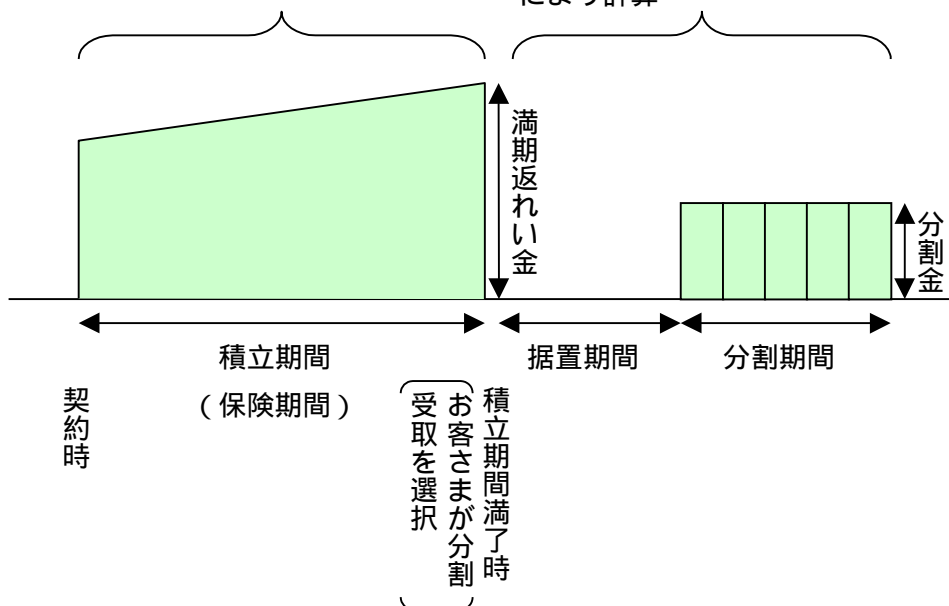 により計算
満期返れい金
分割金
積立期間
据置期間
分割期間
(保険期間)
契約時
積立期間満了時
お客さまが分割
受取を選択